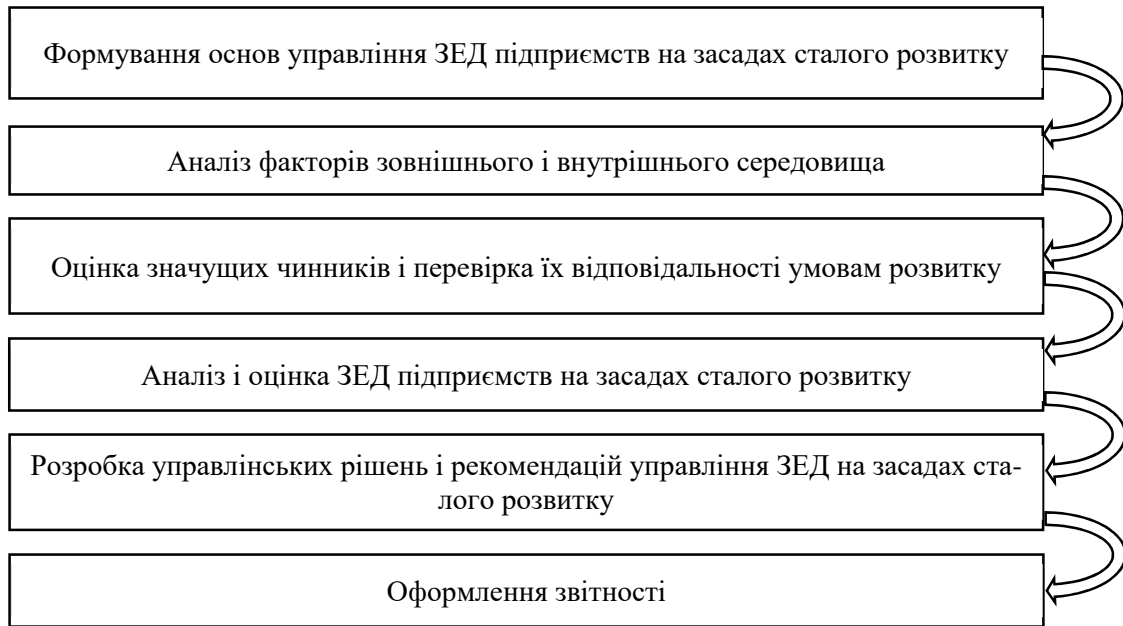 Формування основ управління ЗЕД підприємств на засадах сталого розвитку
Аналіз факторів зовнішнього і внутрішнього середовища
Оцінка значущих чинників і перевірка їх відповідальності умовам розвитку
Аналіз і оцінка ЗЕД підприємств на засадах сталого розвитку
Розробка управлінських рішень і рекомендацій управління ЗЕД на засадах ста-
лого розвитку
Оформлення звітності